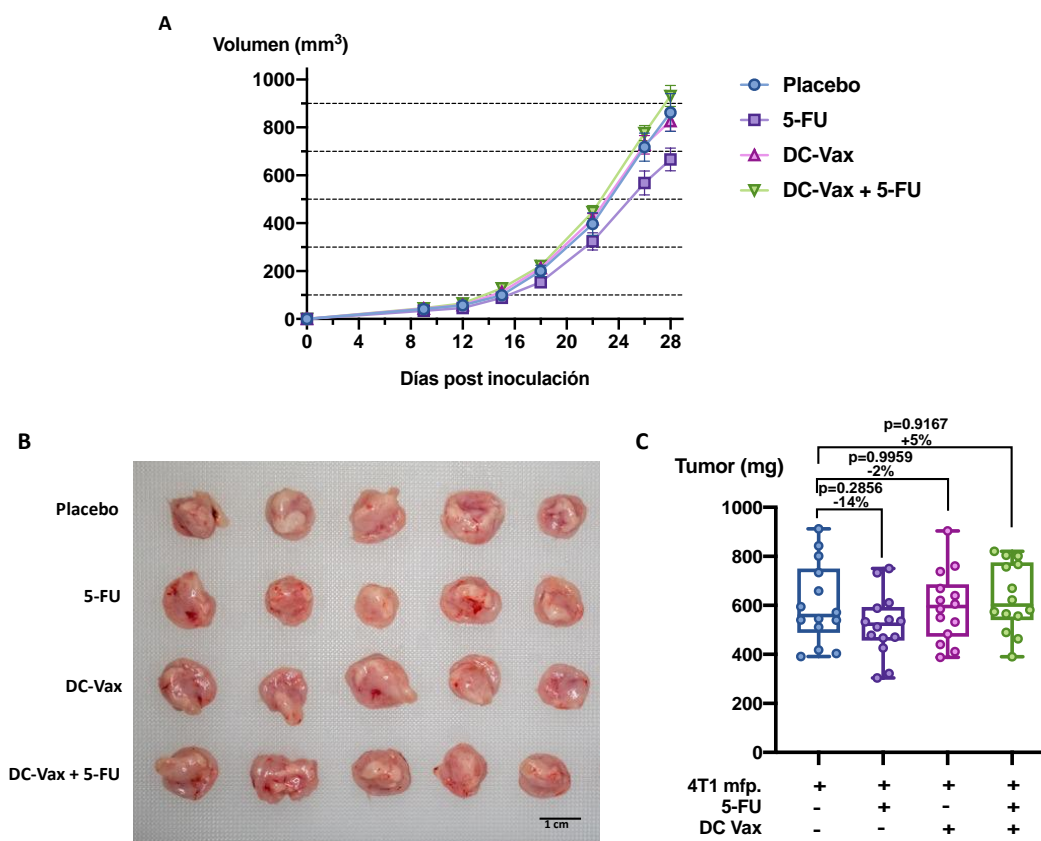 A
Volumen (mm³)
1000
800
600
400
200
0
0 4 8 12 16 20 24 28
Días post inoculación
Placebo
5-FU
DC-Vax
DC-Vax + 5-FU
B
Placebo
5-FU
DC-Vax
DC-Vax + 5-FU
1 cm
C
p=0.9167
+5%
p=0.9959
-2%
p=0.2856
-14%
Tumor (mg)
1000
800
600
400
200
0
4T1 mfp. + + + +
5-FU - + - +
DC Vax - - + +